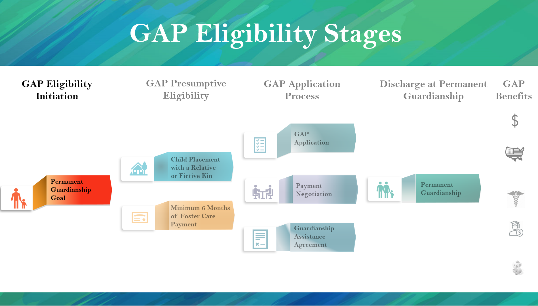 GAP Eligibility Stages
GAP Eligibility
Initiation
GAP Presumptive
Eligibility
GAP Application
Process
Discharge at Permanent
Guardianship
GAP
Benefits
Permanent
Guardianship
Goal
Child Placement
with a Relative
or Fictive Kin
Minimum 6 Months
of Foster Care
Payment
GAP
Application
Payment
Negotiation
Guardianship
Assistance
Agreement
Permanent
Guardianship
$